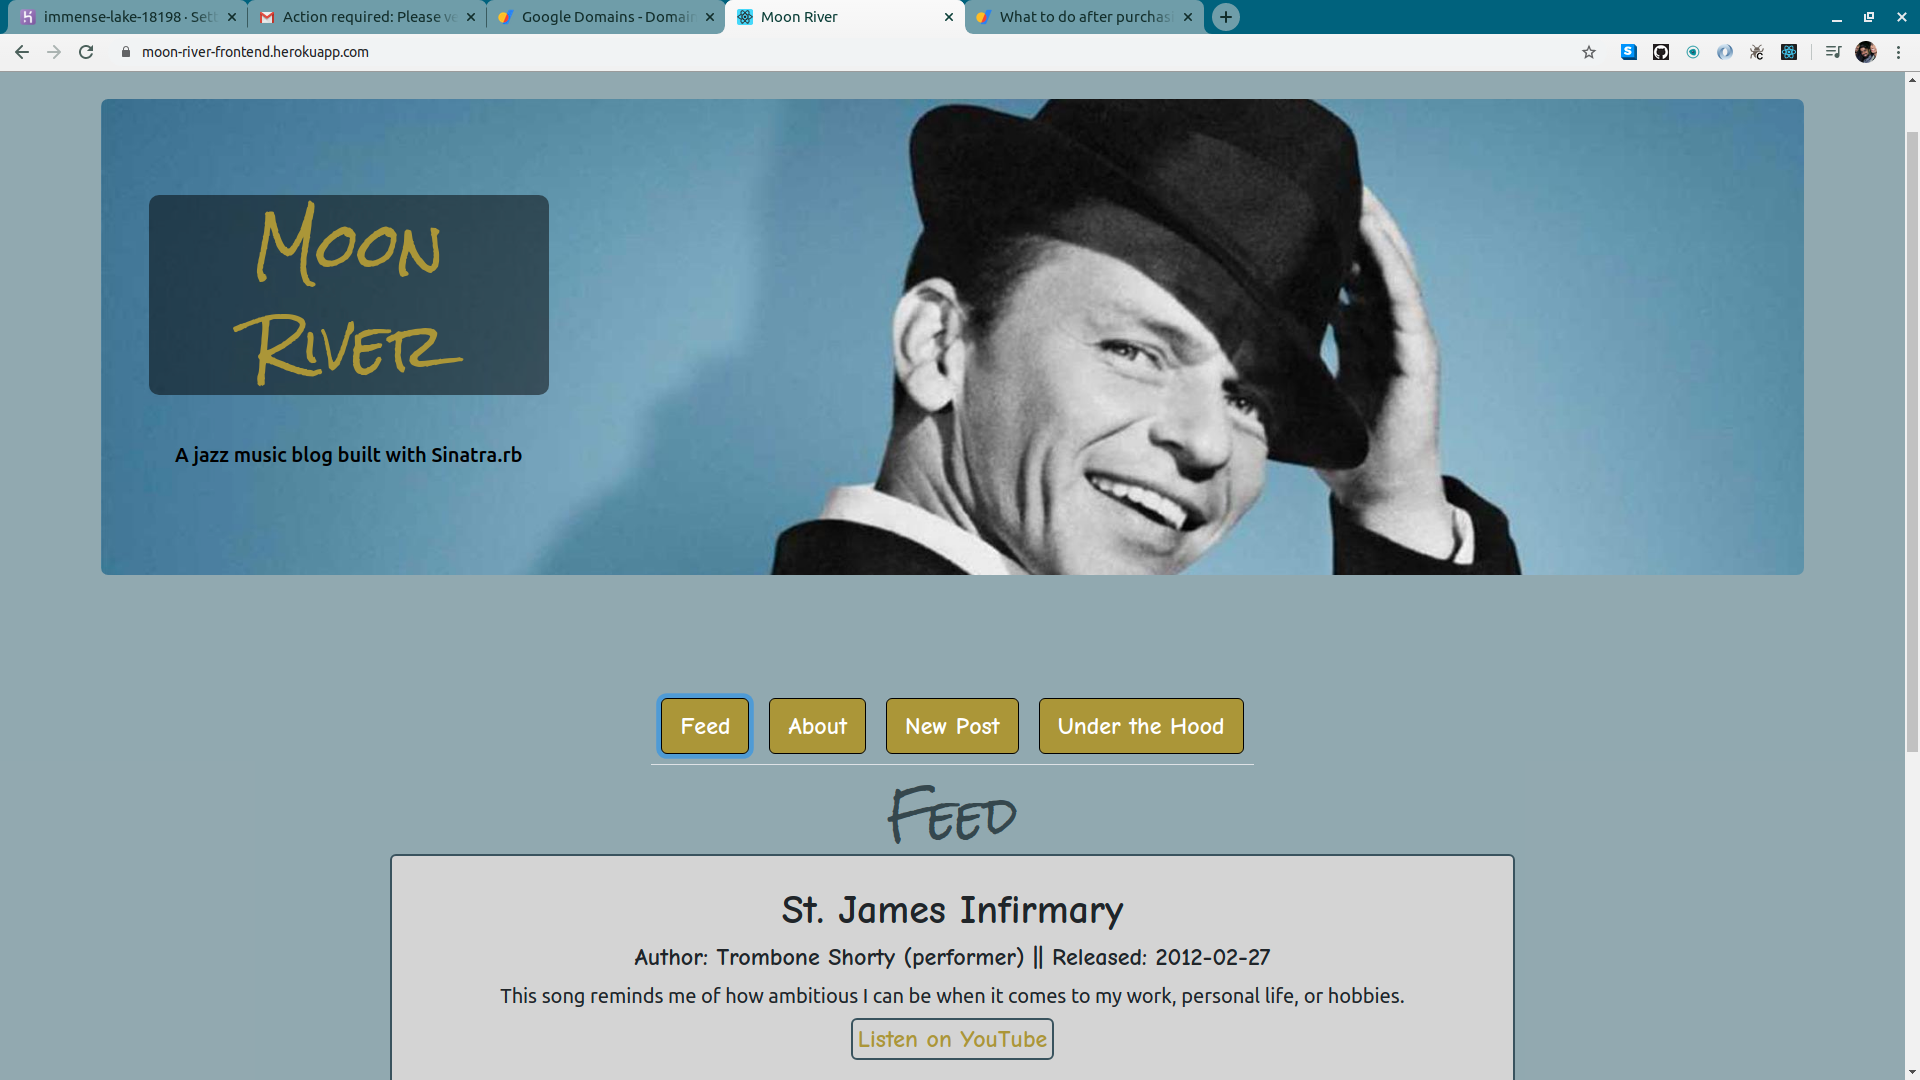 immense-lake-18198 · Sett
Action required: Please ve
Google Domains - Domain
Moon River
What to do after purchasi
moon-river-frontend.herokuapp.com
Moon
River
A jazz music blog built with Sinatra.rb
Feed
About
New Post
Under the Hood
Feed
St. James Infirmary
Author: Trombone Shorty (performer) || Released: 2012-02-27
This song reminds me of how ambitious I can be when it comes to my work, personal life, or hobbies.
Listen on YouTube